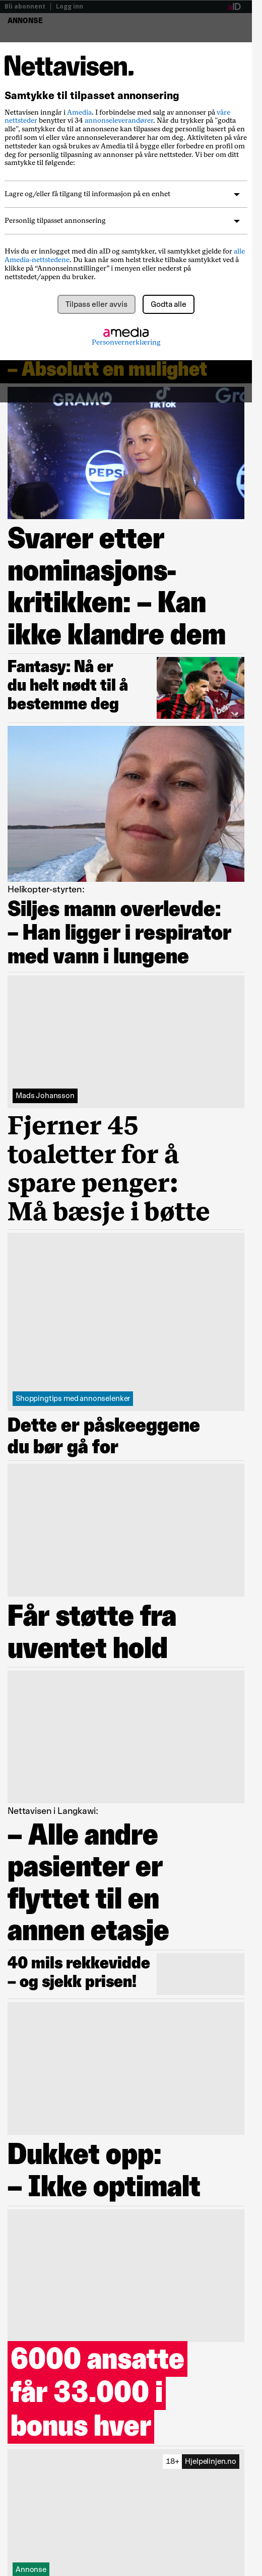 Bli abonnent | Logg inn
aID
ANNONSE
Nettavisen.
Samtykke til tilpasset annonsering
Nettavisen inngår i Amedia. I forbindelse med salg av annonser på våre
nettsteder benytter vi 34 annonseleverandører. Når du trykker på "godta
alle", samtykker du til at annonsene kan tilpasses deg personlig basert på en
profil som vi eller våre annonseleverandører har om deg. Aktiviteten på våre
nettsteder kan også brukes av Amedia til å bygge eller forbedre en profil om
deg for personlig tilpasning av annonser på våre nettsteder. Vi ber om ditt
samtykke til følgende:
Lagre og/eller få tilgang til informasjon på en enhet
Personlig tilpasset annonsering
Hvis du er innlogget med din aID og samtykker, vil samtykket gjelde for alle
Amedia-nettstedene. Du kan når som helst trekke tilbake samtykket ved å
klikke på “Annonseinnstillinger” i menyen eller nederst på
nettstedet/appen du bruker.
Tilpass eller avvis
Godta alle
amedia
Personvernerklæring
– Absolutt en mulighet
GRAMO
TikTok
Gra
PEPSI
Svarer etter
nominasjons-
kritikken: – Kan
ikke klandre dem
Fantasy: Nå er
du helt nødt til å
bestemme deg
Helikopter-styrten:
Siljes mann overlevde:
– Han ligger i respirator
med vann i lungene
Mads Johansson
Fjerner 45
toaletter for å
spare penger:
Må bæsje i bøtte
Shoppingtips med annonselenker
Dette er påskeeggene
du bør gå for
Får støtte fra
uventet hold
Nettavisen i Langkawi:
– Alle andre
pasienter er
flyttet til en
annen etasje
40 mils rekkevidde
– og sjekk prisen!
Dukket opp:
– Ikke optimalt
6000 ansatte
får 33.000 i
bonus hver
18+ Hjelpelinjen.no
Annonse